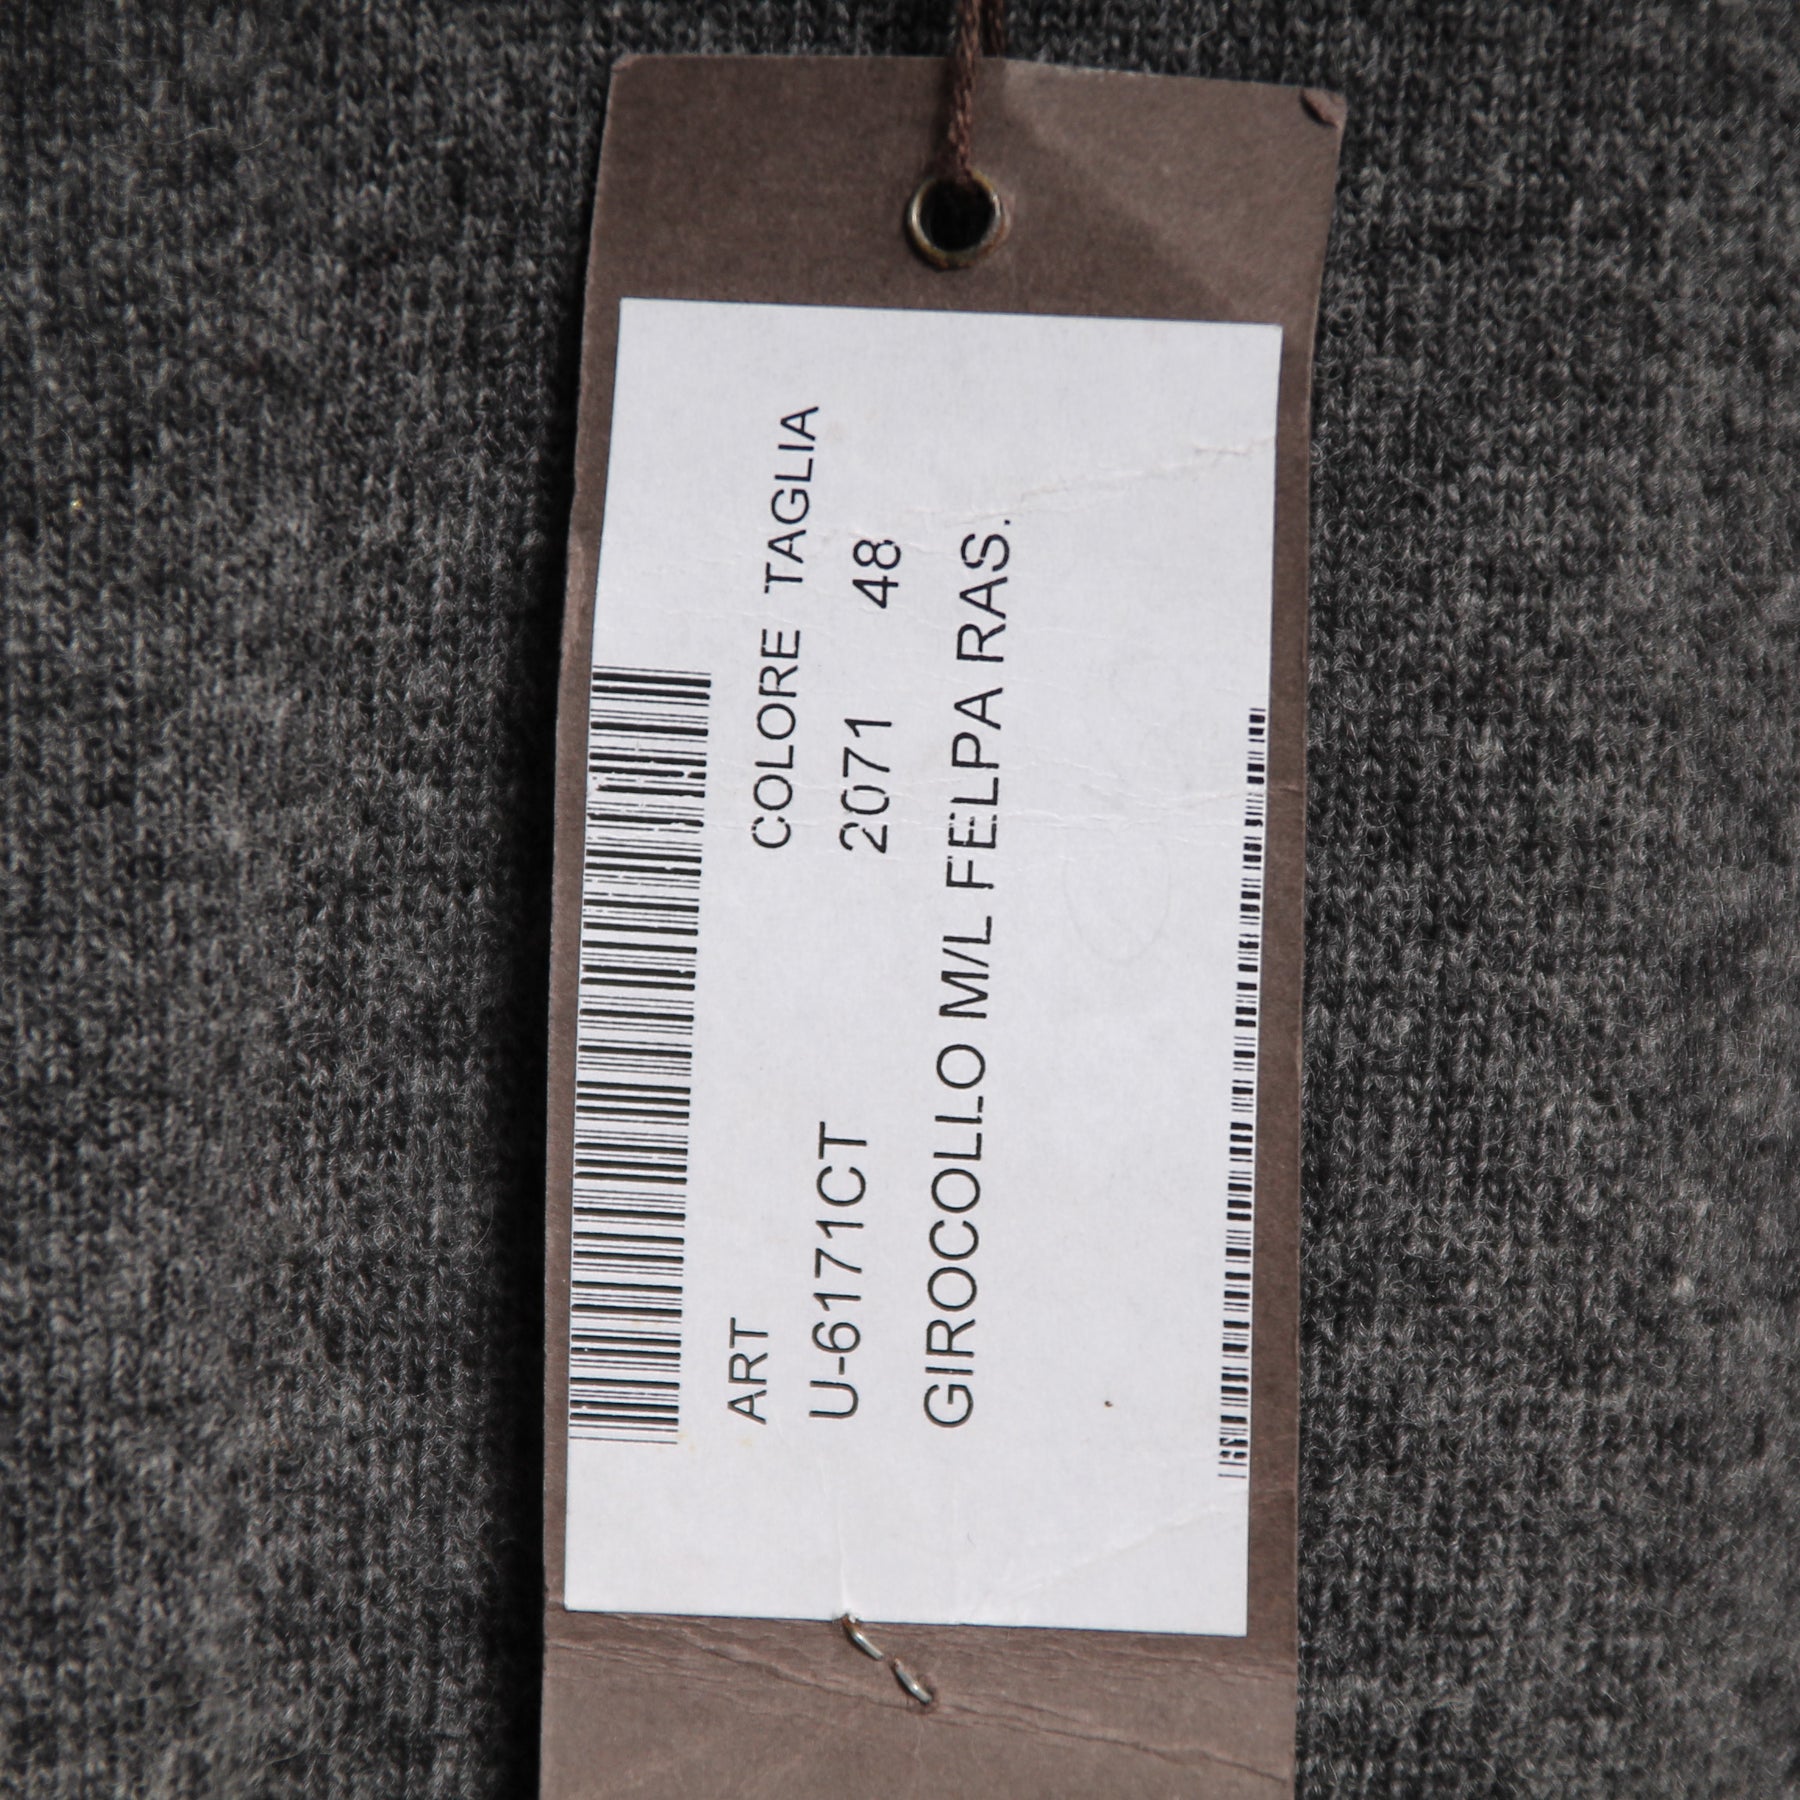 ART COLORE TAGLIA
U-6171CT 2071 48
GIROCOLLO M/L FELPA RAS.